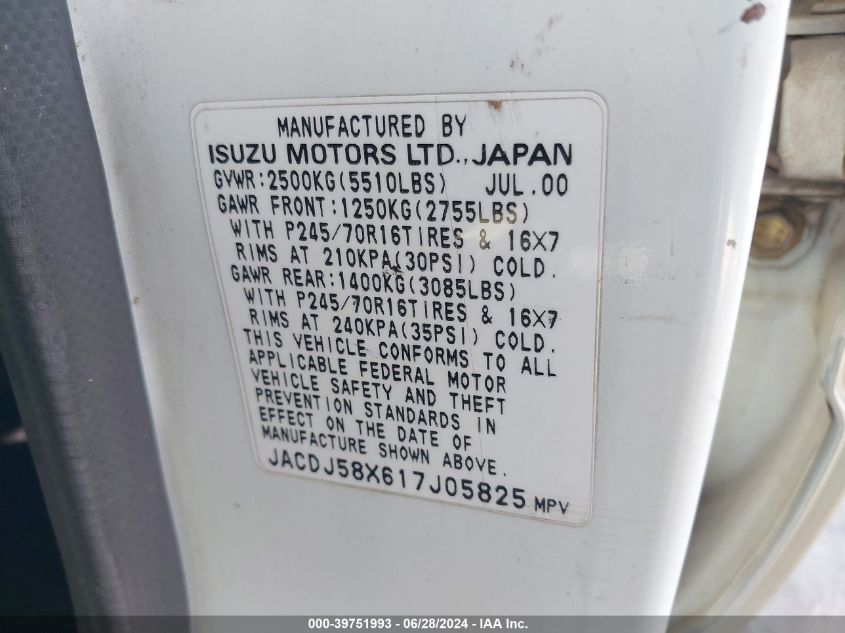 MANUFACTURED BY
ISUZU MOTORS LTD., JAPAN
GVWR:2500KG(5510LBS) JUL.00
GAWR FRONT:1250KG(2755LBS)
WITH P245/70R16TIRES & 16X7
RIMS AT 210KPA(30PSI) COLD.
GAWR REAR:1400KG(3085LBS)
WITH P245/70R16TIRES & 16X7
RIMS AT 240KPA(35PSI) COLD.
THIS VEHICLE CONFORMS TO ALL
APPLICABLE FEDERAL MOTOR
VEHICLE SAFETY AND THEFT
PREVENTION STANDARDS IN
EFFECT ON THE DATE OF
MANUFACTURE SHOWN ABOVE.
JACDJ58X617J05825 MPV
000-39751993 - 06/28/2024 - IAA Inc.